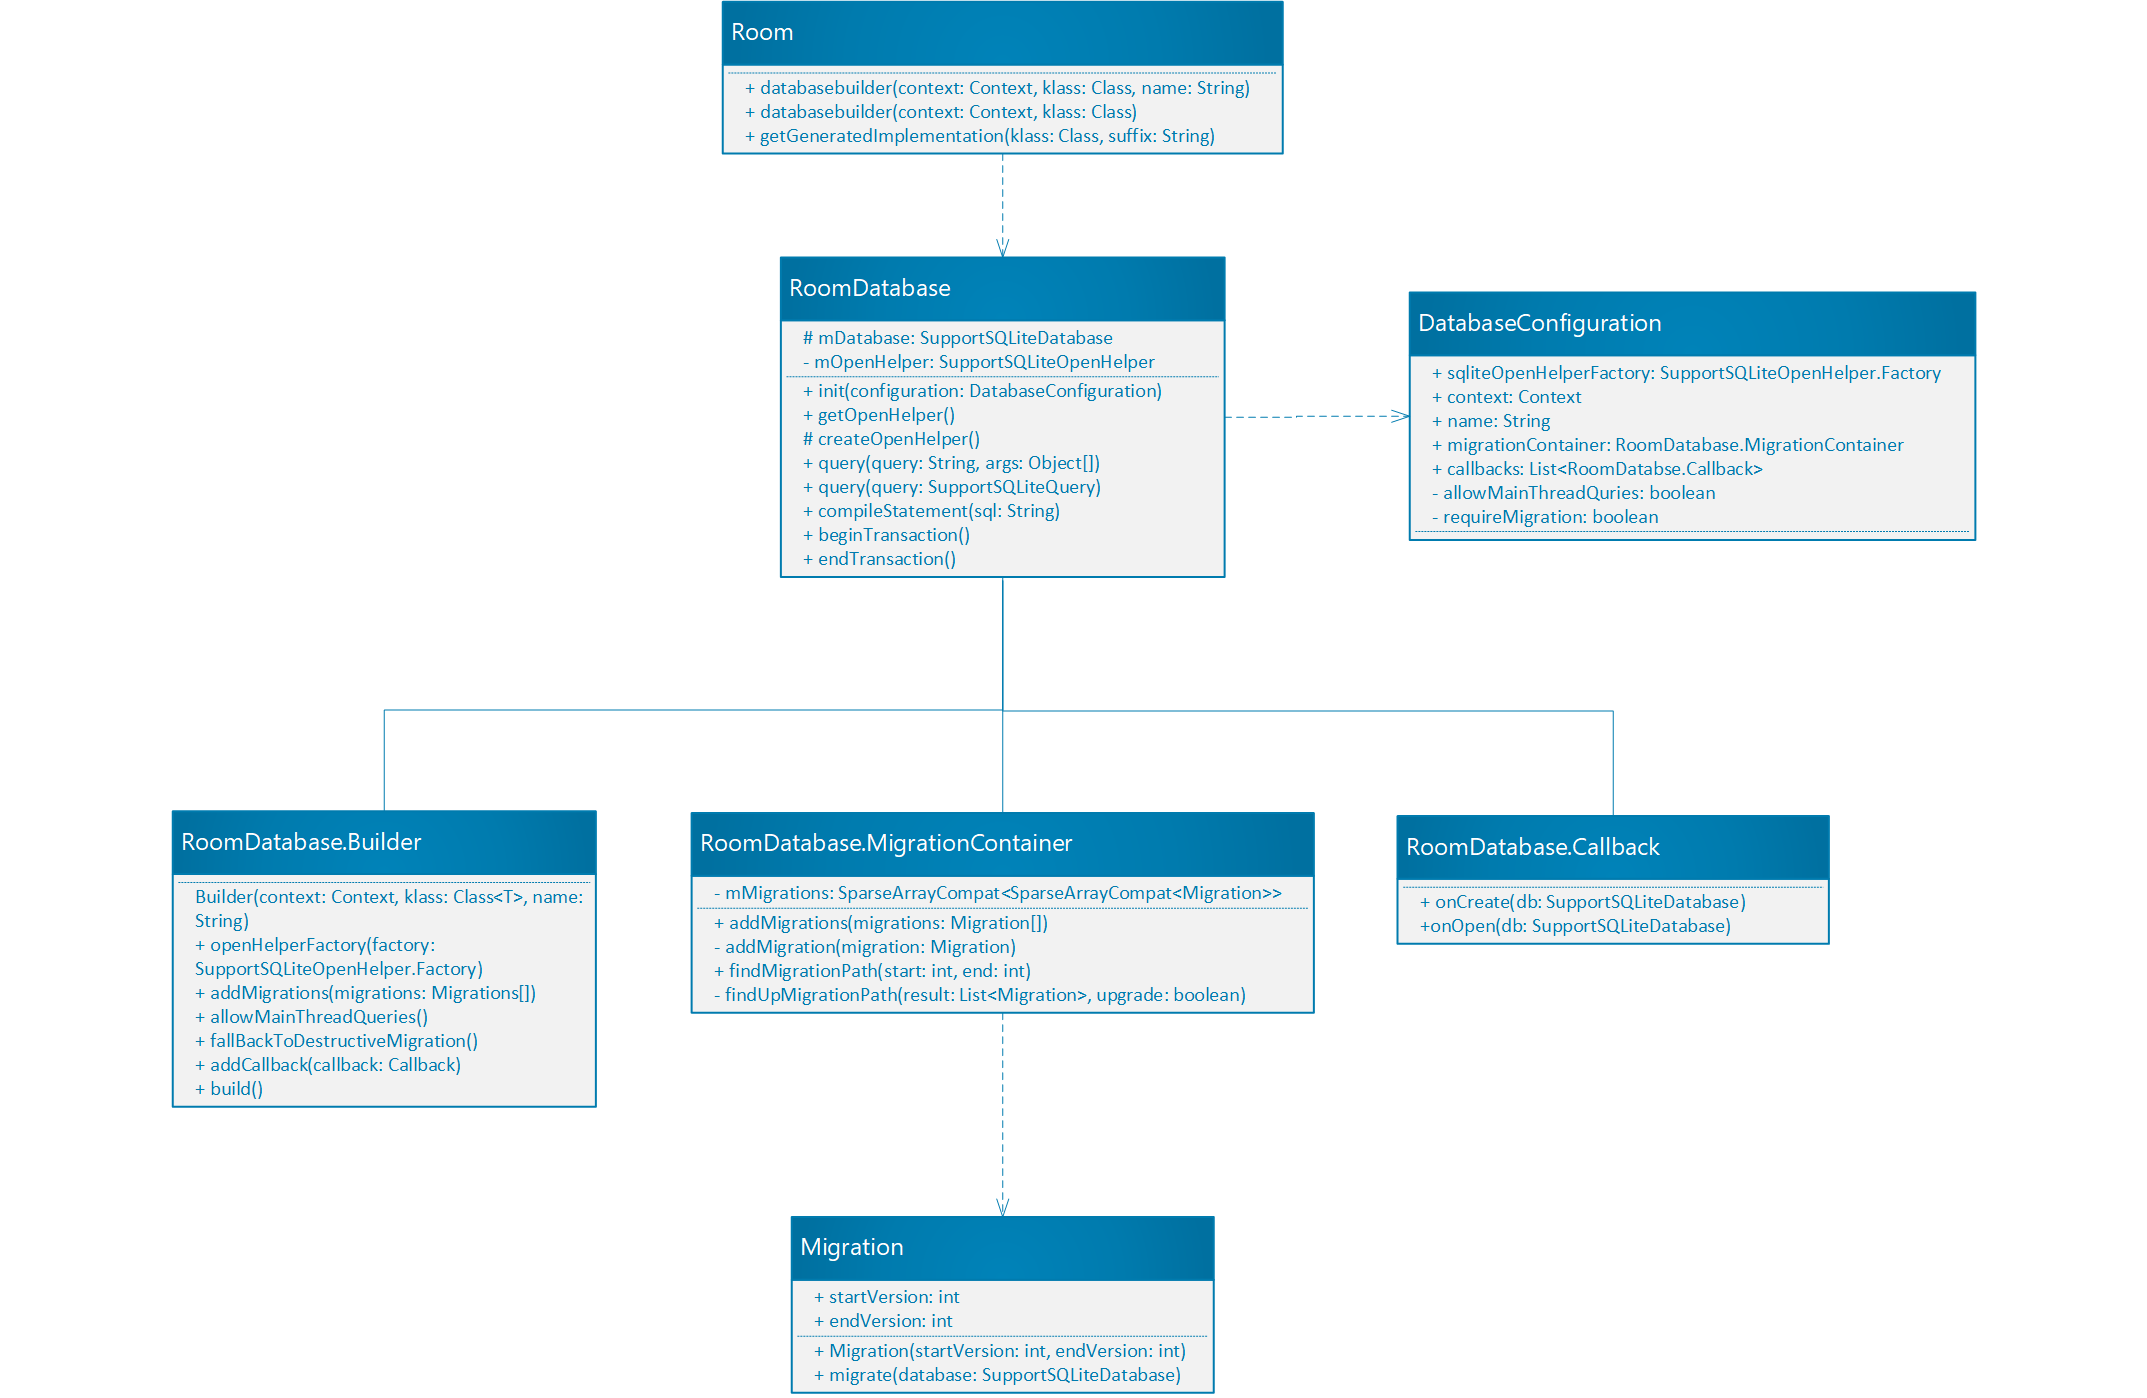 Room
+ databasebuilder(context: Context, klass: Class, name: String)
+ databasebuilder(context: Context, klass: Class)
+ getGeneratedImplementation(klass: Class, suffix: String)
RoomDatabase
# mDatabase: SupportSQLiteDatabase
- mOpenHelper: SupportSQLiteOpenHelper
+ init(configuration: DatabaseConfiguration)
+ getOpenHelper()
# createOpenHelper()
+ query(query: String, args: Object[])
+ query(query: SupportSQLiteQuery)
+ compileStatement(sql: String)
+ beginTransaction()
+ endTransaction()
DatabaseConfiguration
+ sqliteOpenHelperFactory: SupportSQLiteOpenHelper.Factory
+ context: Context
+ name: String
+ migrationContainer: RoomDatabase.MigrationContainer
+ callbacks: List<RoomDatabse.Callback>
- allowMainThreadQuries: boolean
- requireMigration: boolean
RoomDatabase.Builder
Builder(context: Context, klass: Class<T>, name:
String)
+ openHelperFactory(factory:
SupportSQLiteOpenHelper.Factory)
+ addMigrations(migrations: Migrations[])
+ allowMainThreadQueries()
+ fallBackToDestructiveMigration()
+ addCallback(callback: Callback)
+ build()
RoomDatabase.MigrationContainer
- mMigrations: SparseArrayCompat<SparseArrayCompat<Migration>>
+ addMigrations(migrations: Migration[])
- addMigration(migration: Migration)
+ findMigrationPath(start: int, end: int)
- findUpMigrationPath(result: List<Migration>, upgrade: boolean)
RoomDatabase.Callback
+ onCreate(db: SupportSQLiteDatabase)
+onOpen(db: SupportSQLiteDatabase)
Migration
+ startVersion: int
+ endVersion: int
+ Migration(startVersion: int, endVersion: int)
+ migrate(database: SupportSQLiteDatabase)